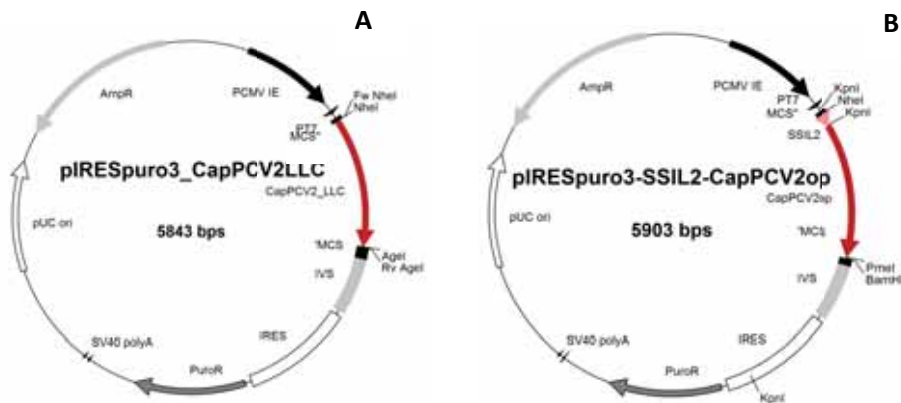 A
AmpR
PCMV IE
Fw NheI
NheI
PT7
MCS"
pIRESpuro3_CapPCV2LLC
CapPCV2_LLC
pUC ori
5843 bps
'MCS
AgeI
Rv AgeI
IVS
IRES
SV40 polyA
PuroR
B
AmpR
PCMV IE
KpnI
PT7
NheI
MCS"
KpnI
SSIL2
pIRESpuro3-SSIL2-CapPCV2op
CapPCV2op
pUC ori
5903 bps
'MCS
PmeI
BamHI
IVS
IRES
SV40 polyA
PuroR
KpnI